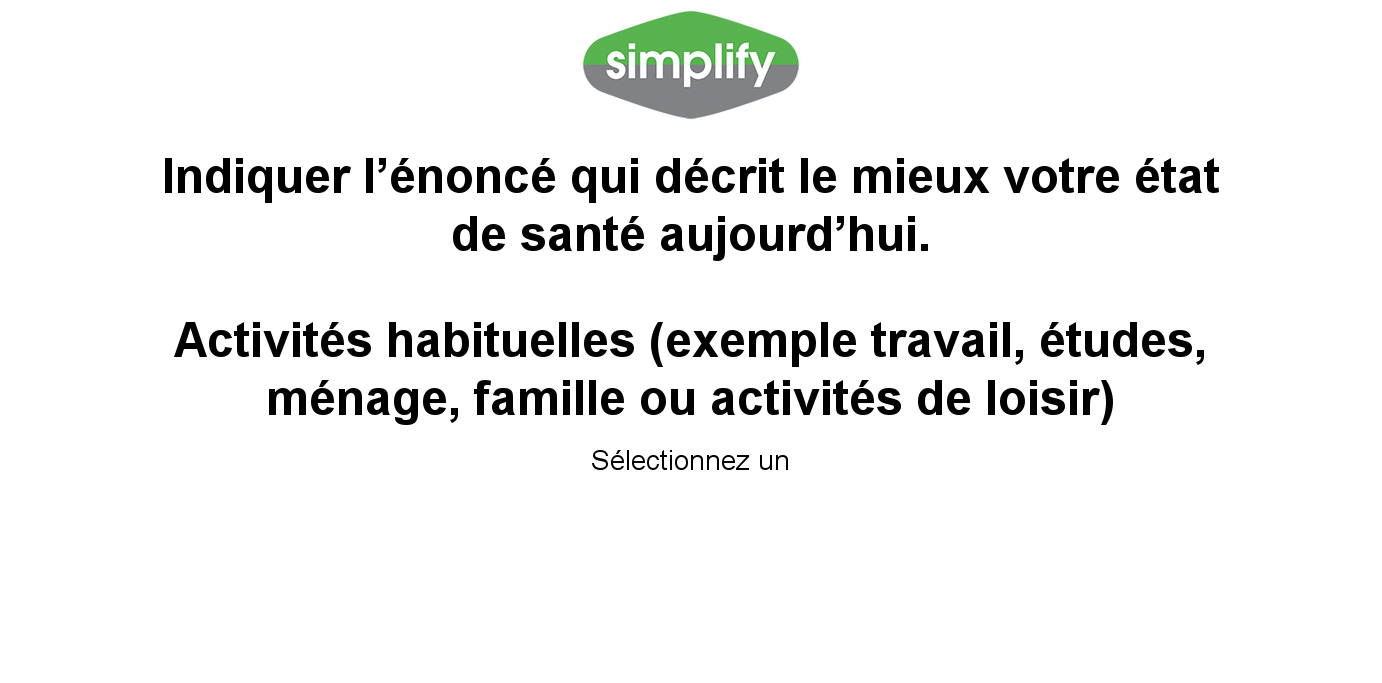 simplify
Indiquer l’énoncé qui décrit le mieux votre état
de santé aujourd’hui.
Activités habituelles (exemple travail, études,
ménage, famille ou activités de loisir)
Sélectionnez un